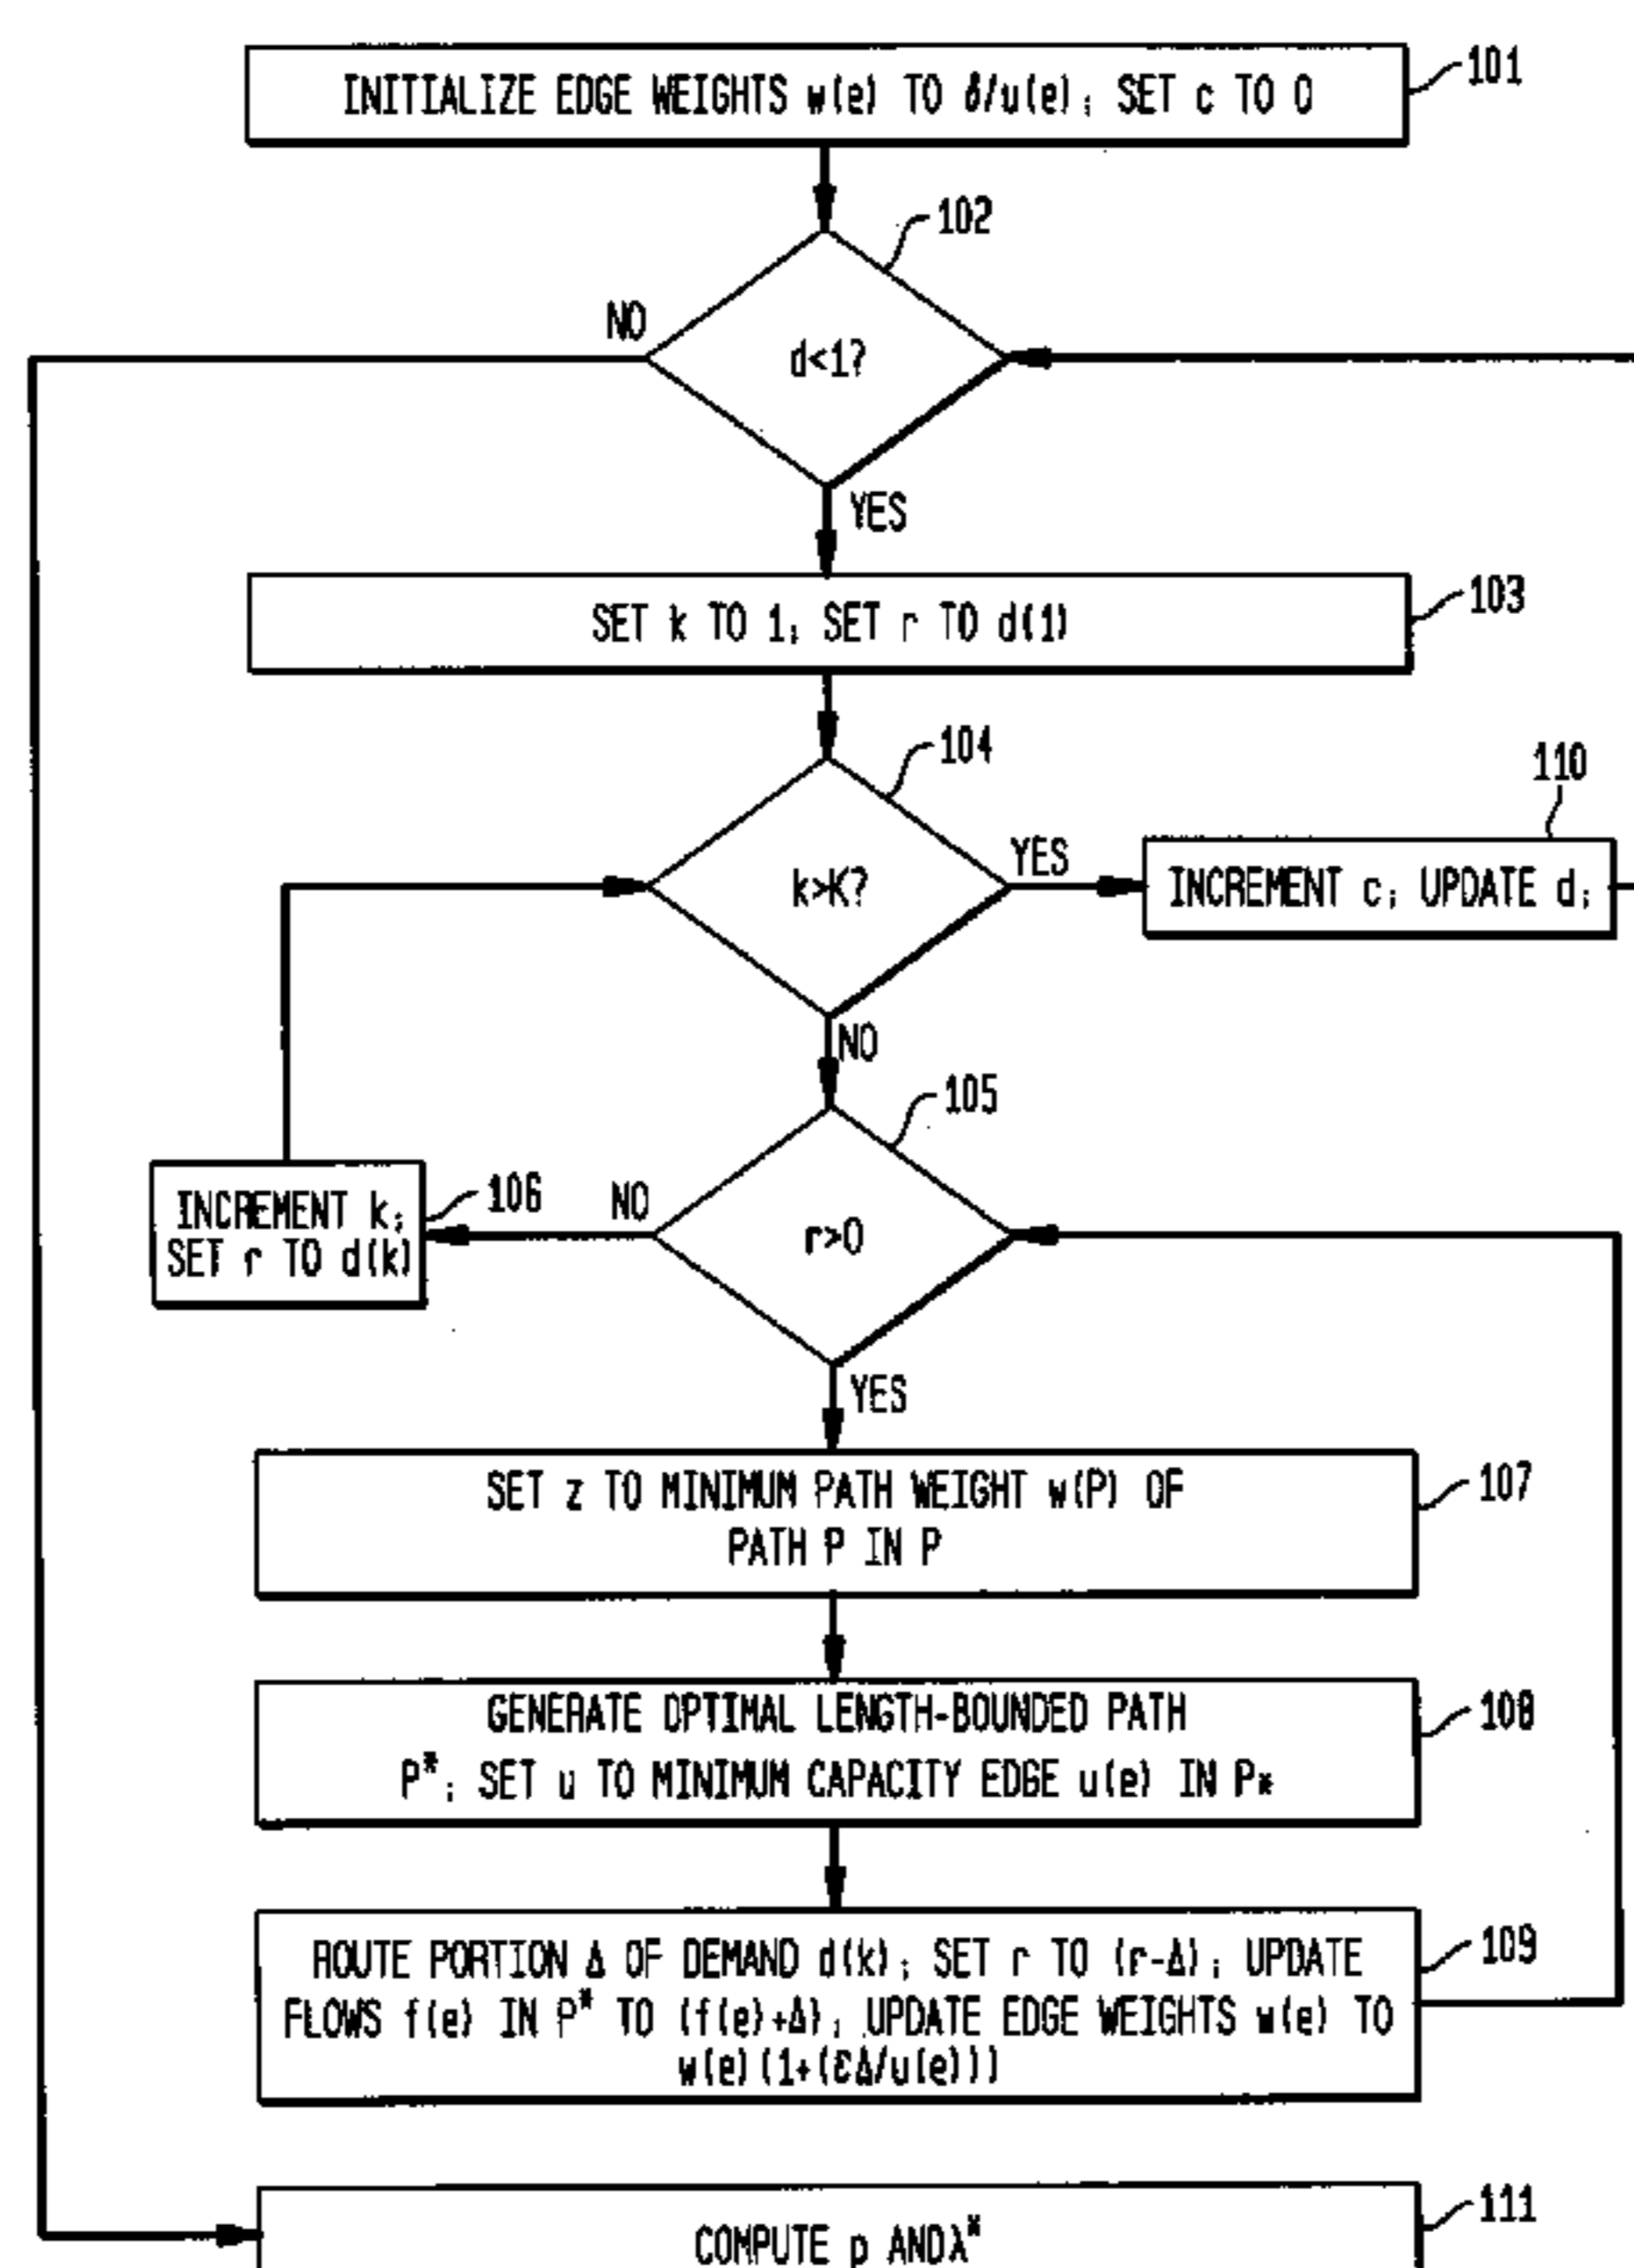 INITIALIZE EDGE WEIGHTS w(e) TO δ/u(e); SET c TO 0
101
102
NO
d<1?
YES
SET k TO 1; SET r TO d(1)
103
104
110
k>K?
YES
INCREMENT c; UPDATE d;
NO
105
INCREMENT k;
SET r TO d(k)
106
NO
r>0
YES
SET z TO MINIMUM PATH WEIGHT w(P) OF
PATH P IN P
107
GENERATE OPTIMAL LENGTH-BOUNDED PATH
P*; SET u TO MINIMUM CAPACITY EDGE u(e) IN P*
108
ROUTE PORTION Δ OF DEMAND d(k); SET r TO (r-Δ); UPDATE
FLOWS f(e) IN P* TO (f(e)+Δ); UPDATE EDGE WEIGHTS w(e) TO
w(e)(1+(εΔ/u(e)))
109
COMPUTE p AND λ*
111